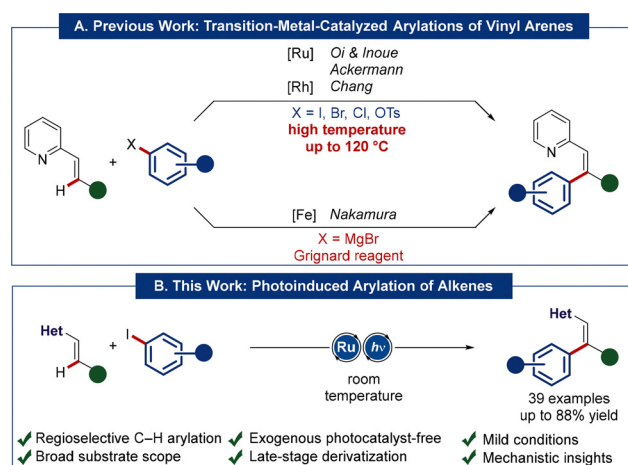 A. Previous Work: Transition-Metal-Catalyzed Arylations of Vinyl Arenes
[Ru] Oi & Inoue
Ackermann
[Rh] Chang
X = I, Br, Cl, OTs
high temperature
up to 120 °C
N
H
+
X
N
[Fe] Nakamura
X = MgBr
Grignard reagent
B. This Work: Photoinduced Arylation of Alkenes
Het
H
+
I
Ru hν
room
temperature
Het
39 examples
up to 88% yield
Regioselective C–H arylation
Exogenous photocatalyst-free
Mild conditions
Broad substrate scope
Late-stage derivatization
Mechanistic insights